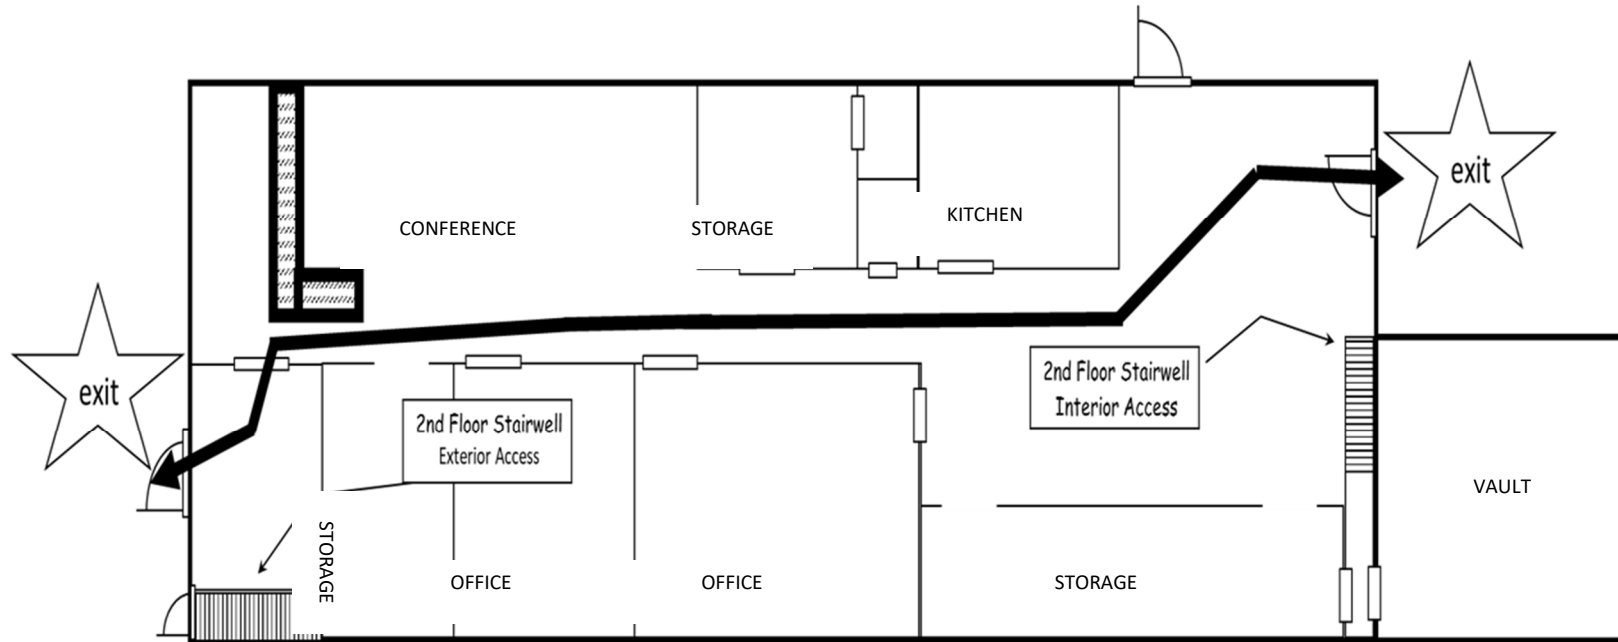 exit
CONFERENCE
STORAGE
KITCHEN
exit
2nd Floor Stairwell
Interior Access
2nd Floor Stairwell
Exterior Access
VAULT
STORAGE
OFFICE
OFFICE
STORAGE